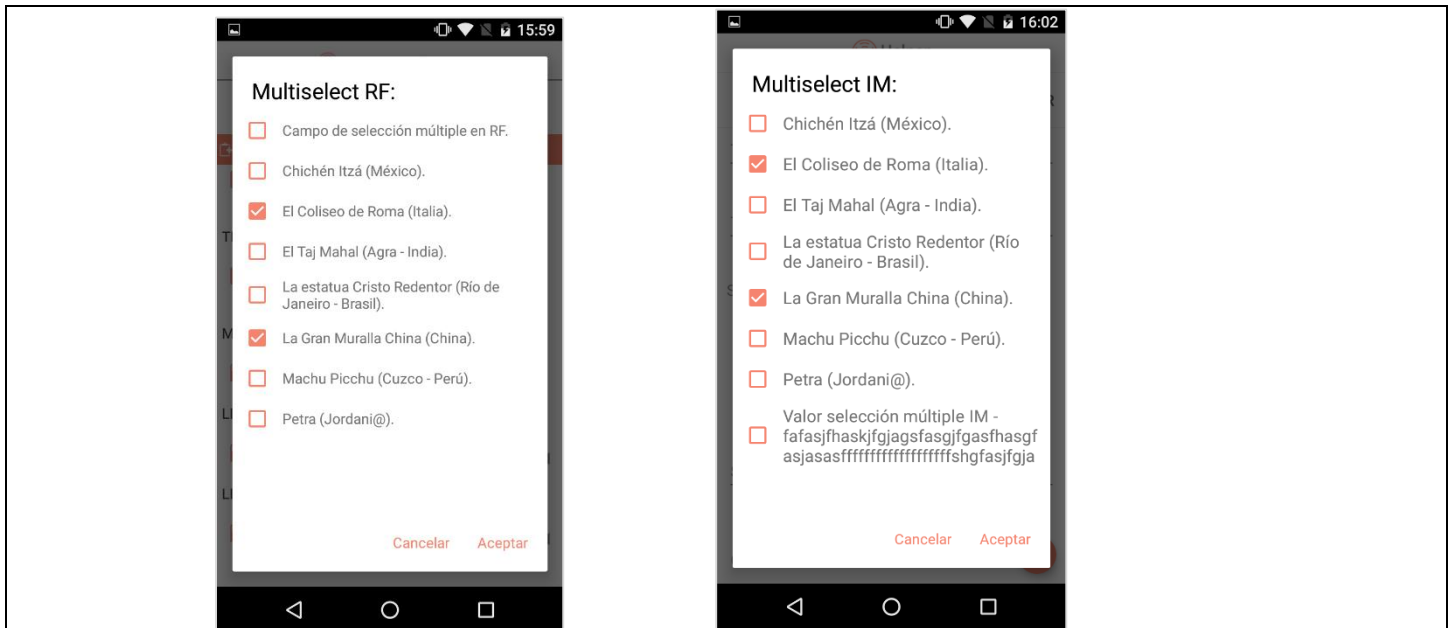 15:59
Multiselect RF:
Campo de selección múltiple en RF.
Chichén Itzá (México).
El Coliseo de Roma (Italia).
El Taj Mahal (Agra - India).
La estatua Cristo Redentor (Río de
Janeiro - Brasil).
La Gran Muralla China (China).
Machu Picchu (Cuzco - Perú).
Petra (Jordani@).
Cancelar Aceptar
16:02
Multiselect IM:
Chichén Itzá (México).
El Coliseo de Roma (Italia).
El Taj Mahal (Agra - India).
La estatua Cristo Redentor (Río
de Janeiro - Brasil).
La Gran Muralla China (China).
Machu Picchu (Cuzco - Perú).
Petra (Jordani@).
Valor selección múltiple IM -
fafasjfhaskjfgjagsfasgjfgasfhasgf
asjasasfffffffffffffffffffshgfasjfgja
Cancelar Aceptar